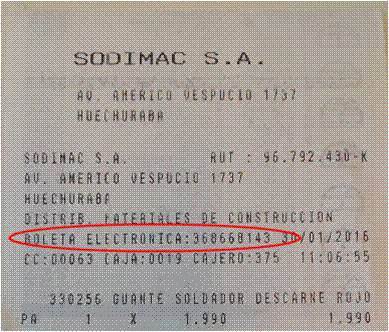 SODIMAC S.A.
AV. AMERICO VESPUCIO 1737
HUECHURABA
SODIMAC S.A. RUT : 96.792.430-K
AV. AMERICO VESPUCIO 1737
HUECHURABA
DISTRIB. MATERIALES DE CONSTRUCCION
BOLETA ELECTRONICA:368668143 30/01/2016
CC:00063 CAJA:0019 CAJERO:375 11:06:55
330256 GUANTE SOLDADOR DESCARNE ROJO
PA 1 X 1.990 1.990